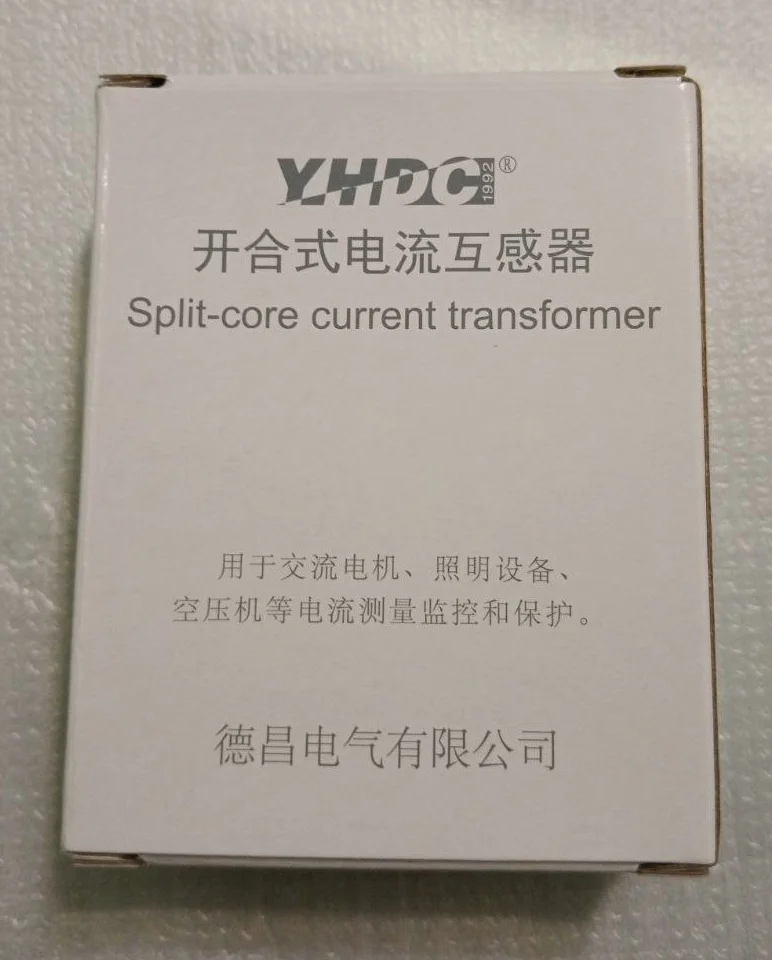 YHDC 1992 ®
开合式电流互感器
Split-core current transformer
用于交流电机、照明设备、
空压机等电流测量监控和保护。
德昌电气有限公司